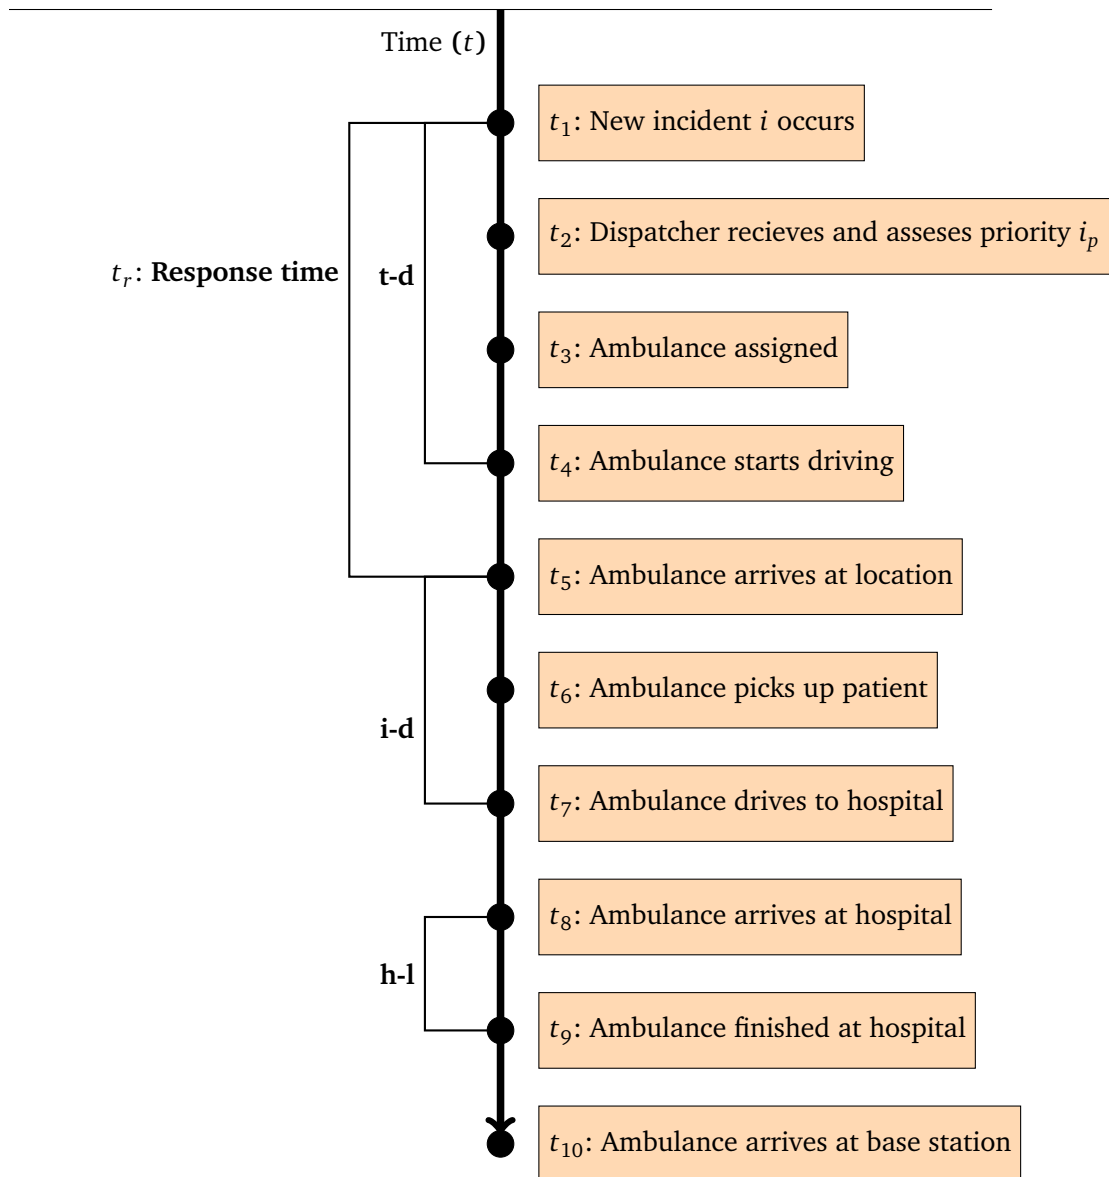 Time (t)
t₁: New incident i occurs
t₂: Dispatcher recieves and asseses priority iₚ
tᵣ: Response time
t-d
t₃: Ambulance assigned
t₄: Ambulance starts driving
t₅: Ambulance arrives at location
t₆: Ambulance picks up patient
i-d
t₇: Ambulance drives to hospital
t₈: Ambulance arrives at hospital
h-l
t₉: Ambulance finished at hospital
t₁₀: Ambulance arrives at base station